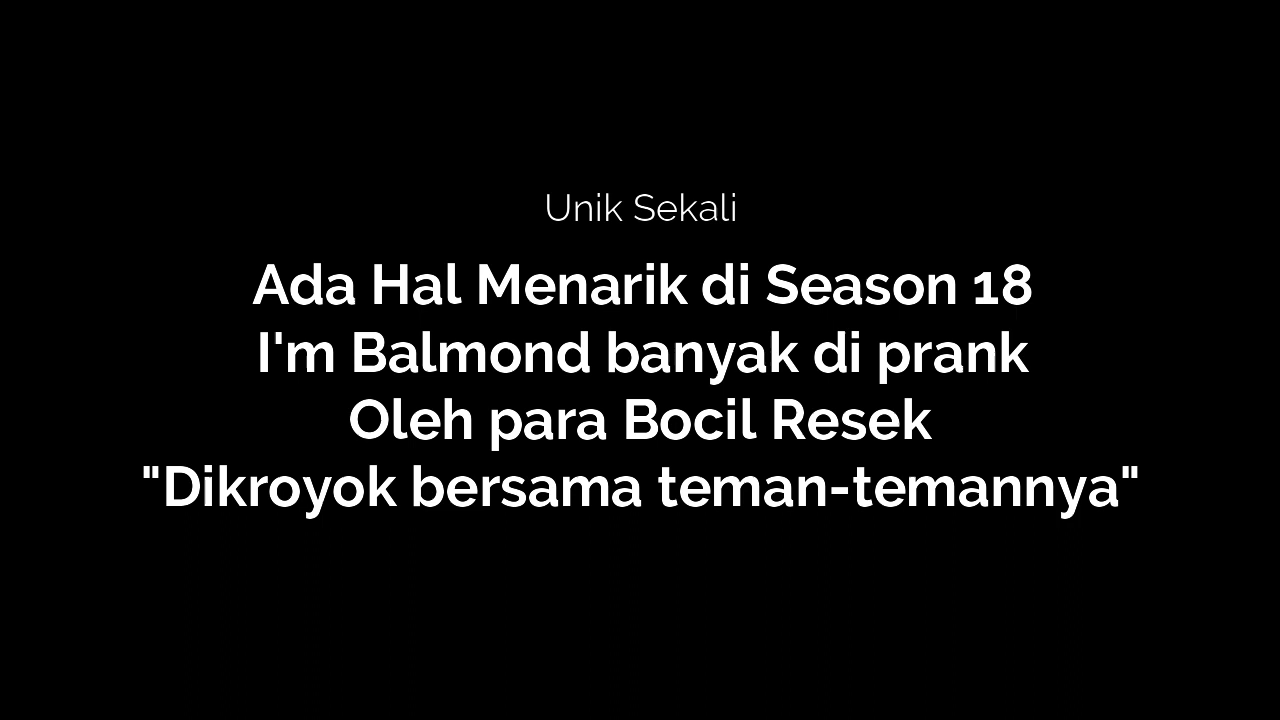 Unik Sekali
Ada Hal Menarik di Season 18
I'm Balmond banyak di prank
Oleh para Bocil Resek
"Dikroyok bersama teman-temannya"